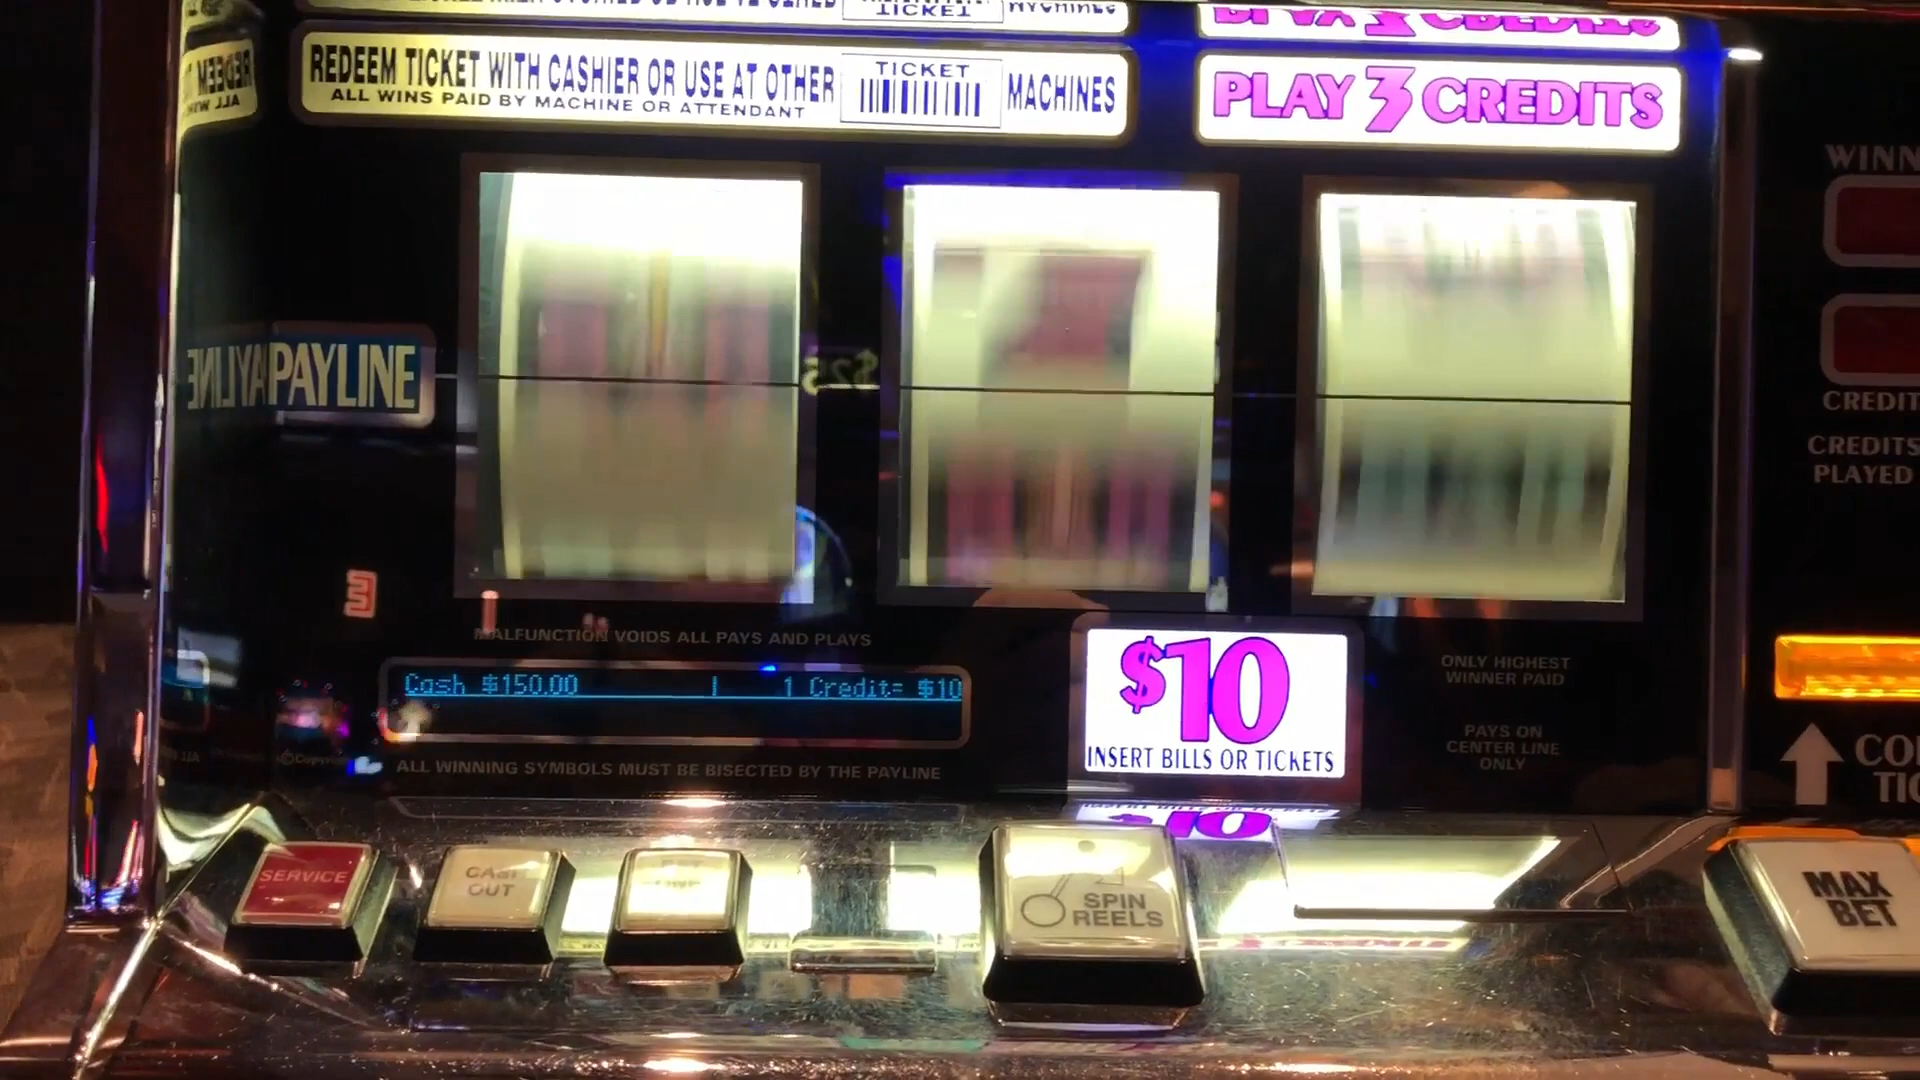 TICKET
REDEEM TICKET WITH CASHIER OR USE AT OTHER TICKET MACHINES
ALL WINS PAID BY MACHINE OR ATTENDANT
PLAY 3 CREDITS
WINN
PAYLINE
CREDIT
CREDITS
PLAYED
MALFUNCTION VOIDS ALL PAYS AND PLAYS
Cash $150.00 | 1 Credit= $10
ALL WINNING SYMBOLS MUST BE BISECTED BY THE PAYLINE
$10
INSERT BILLS OR TICKETS
ONLY HIGHEST
WINNER PAID
PAYS ON
CENTER LINE
ONLY
SERVICE
CASH
OUT
SPIN
REELS
MAX
BET